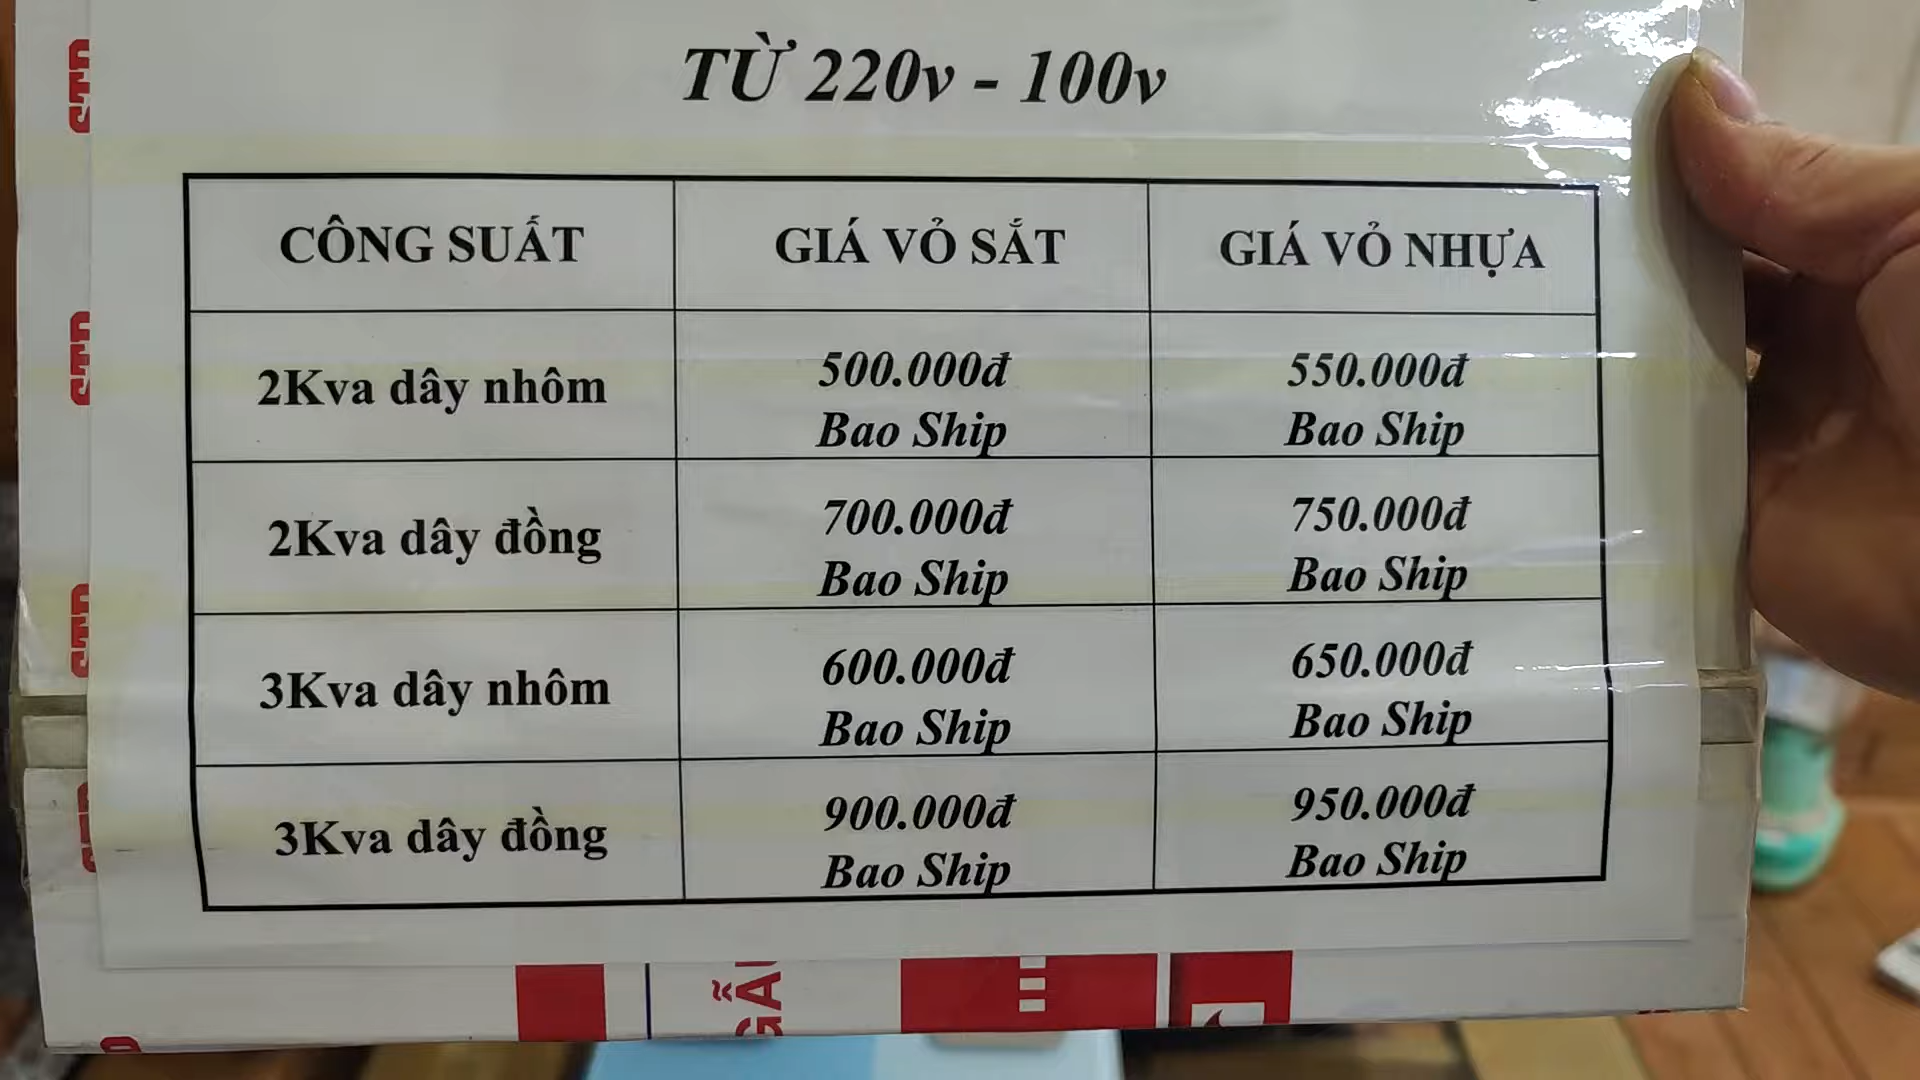 TỪ 220v - 100v
CÔNG SUẤT
GIÁ VỎ SẮT
GIÁ VỎ NHỰA
2Kva dây nhôm
500.000đ
Bao Ship
550.000đ
Bao Ship
2Kva dây đồng
700.000đ
Bao Ship
750.000đ
Bao Ship
3Kva dây nhôm
600.000đ
Bao Ship
650.000đ
Bao Ship
3Kva dây đồng
900.000đ
Bao Ship
950.000đ
Bao Ship